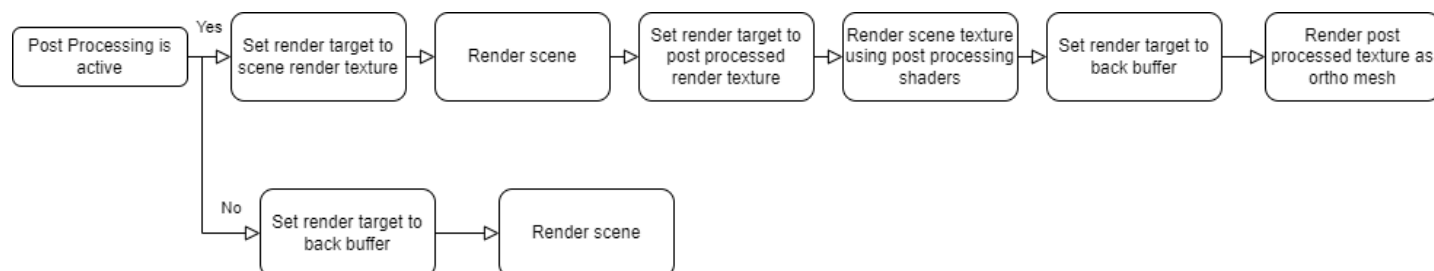 Post Processing is
active
Yes
Set render target to
scene render texture
Render scene
Set render target to
post processed
render texture
Render scene texture
using post processing
shaders
Set render target to
back buffer
Render post
processed texture as
ortho mesh
No
Set render target to
back buffer
Render scene